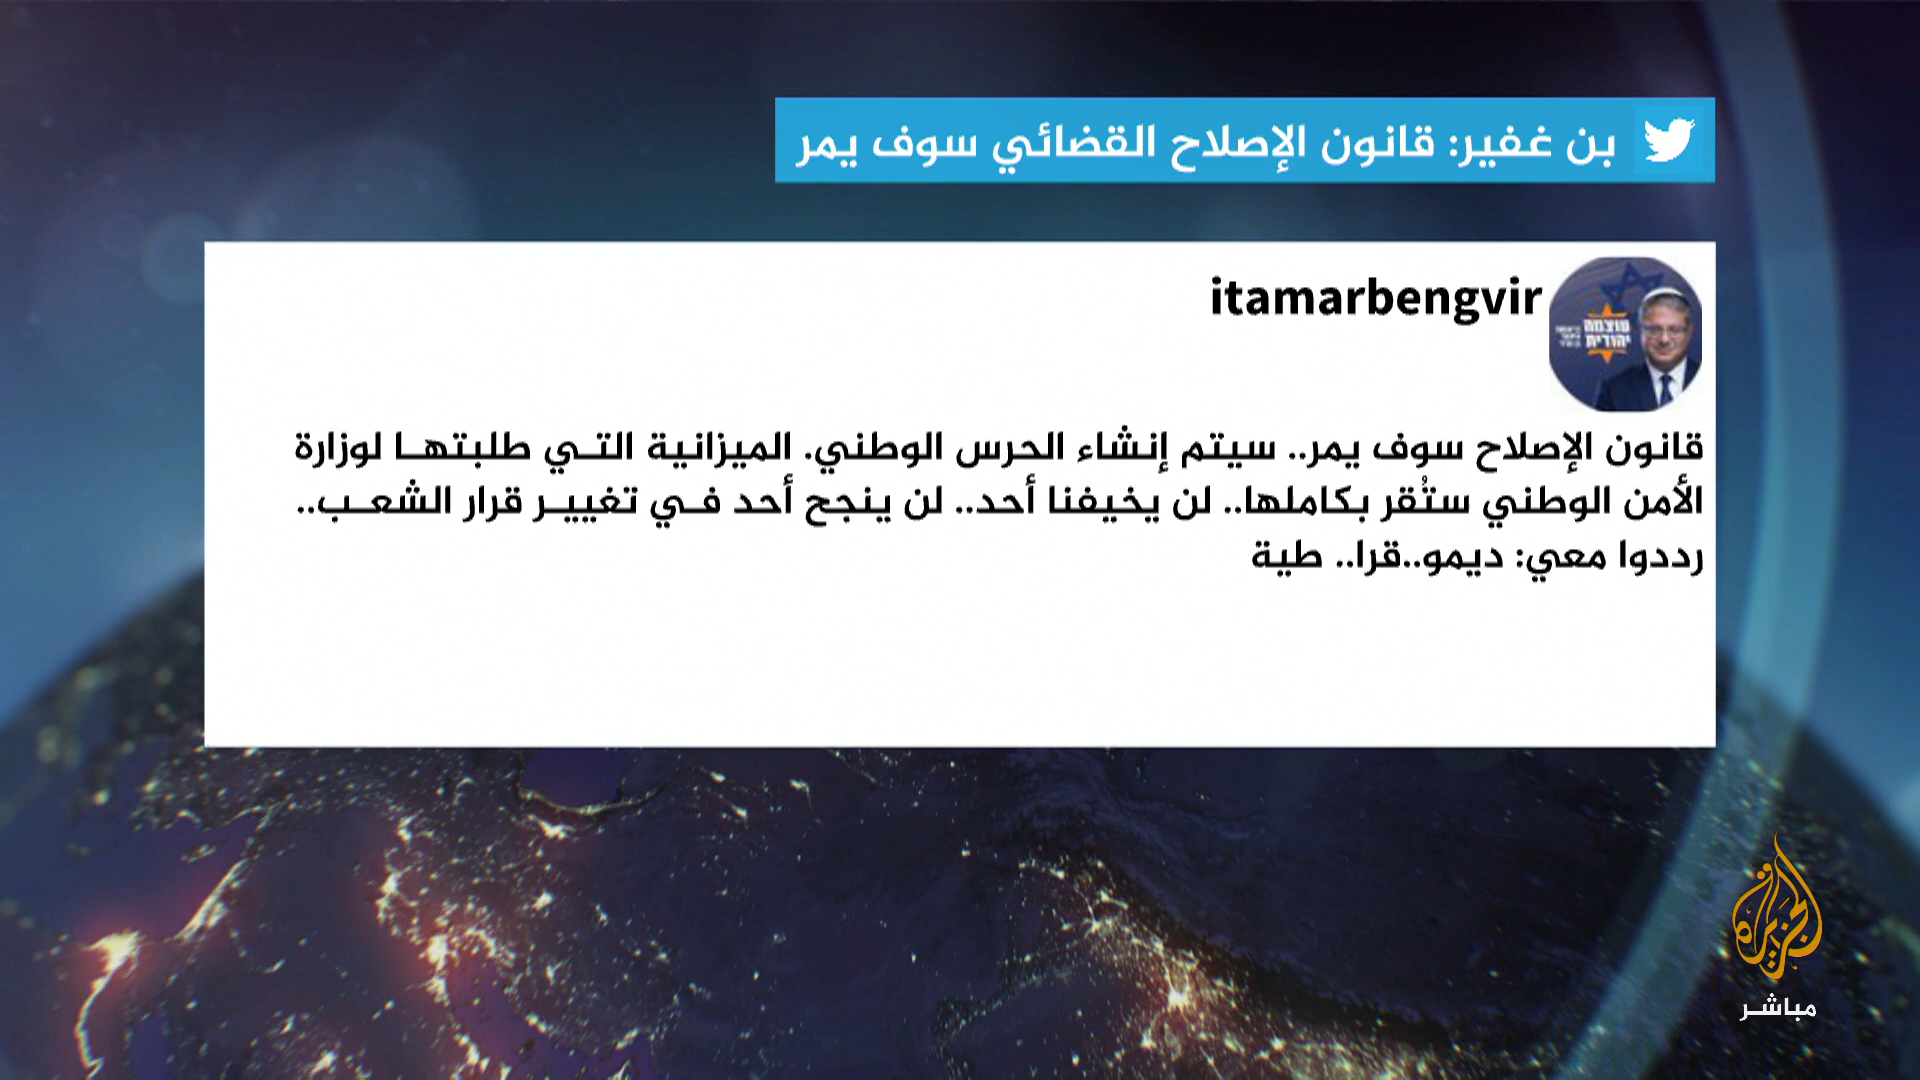 بن غفير: قانون الإصلاح القضائي سوف يمر
itamarbengvir
עוצמה
יהודית
قانون الإصلاح سوف يمر.. سيتم إنشاء الحرس الوطني. الميزانية التي طلبتها لوزارة
الأمن الوطني ستُقر بكاملها.. لن يخيفنا أحد.. لن ينجح أحد في تغيير قرار الشعب..
رددوا معي: ديمو..قرا.. طية
الجزيرة
مباشر